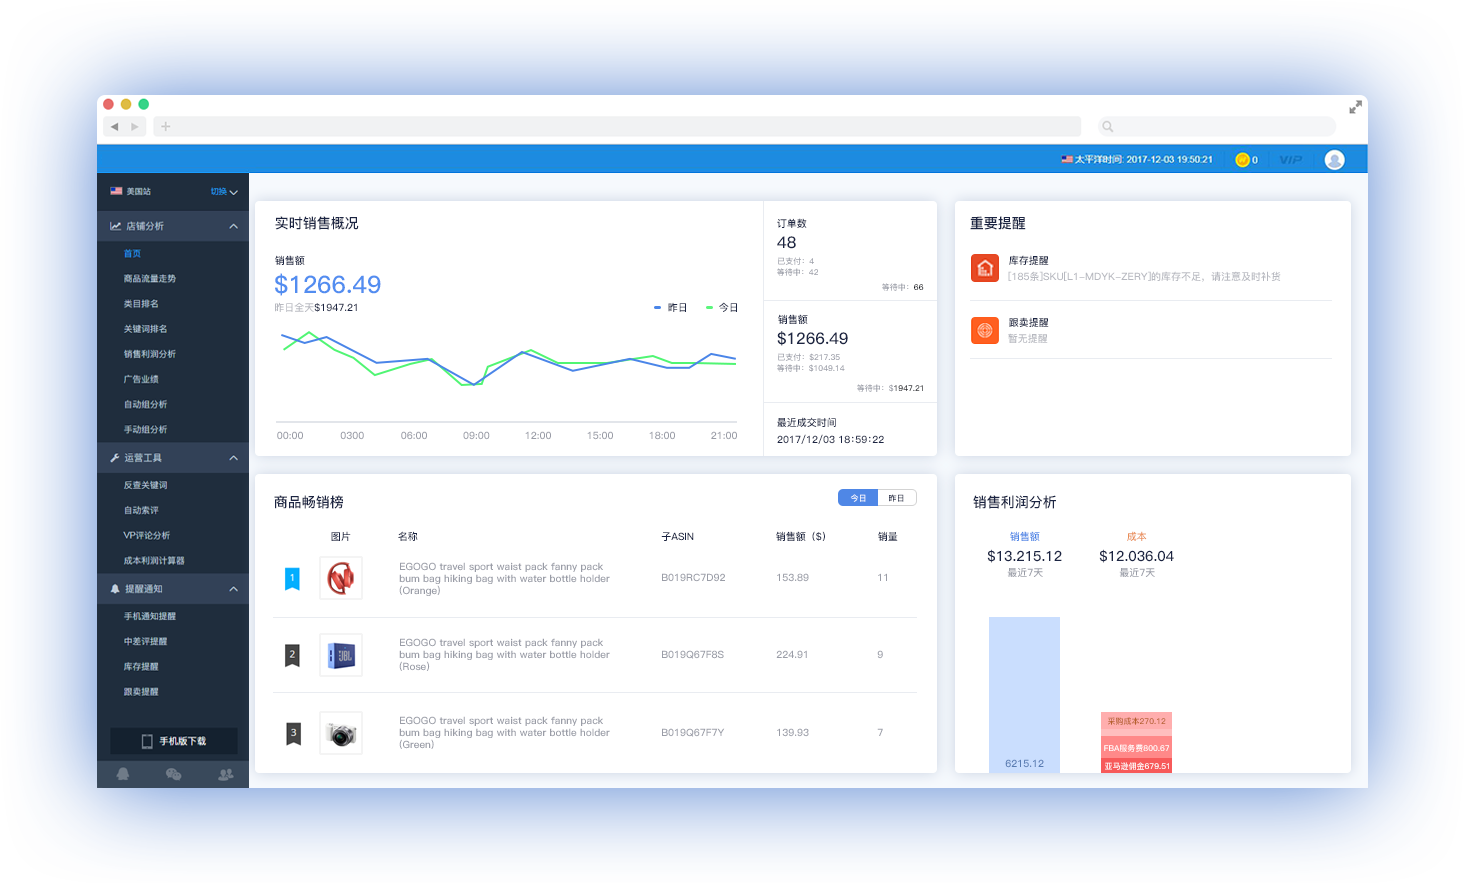 太平洋时间: 2017-12-03 19:50:21
0
VIP
美国站
切换
店铺分析
首页
商品流量走势
类目排名
关键词排名
销售利润分析
广告业绩
自动组分析
手动组分析
运营工具
反查关键词
自动索评
VP评论分析
成本利润计算器
提醒通知
手机通知提醒
中差评提醒
库存提醒
跟卖提醒
手机版下载
实时销售概况
销售额
$1266.49
昨日全天$1947.21
昨日
今日
00:00 0300 06:00 09:00 12:00 15:00 18:00 21:00
订单数
48
已支付：4
等待中：42
等待中：66
销售额
$1266.49
已支付：$217.35
等待中：$1049.14
等待中：$1947.21
最近成交时间
2017/12/03 18:59:22
重要提醒
库存提醒
[185条]SKU[L1-MDYK-ZERY]的库存不足，请注意及时补货
跟卖提醒
暂无提醒
商品畅销榜
今日 昨日
图片 名称 子ASIN 销售额（$） 销量
1
EGOGO travel sport waist pack fanny pack
bum bag hiking bag with water bottle holder
(Orange)
B019RC7D92 153.89 11
2
JBL
EGOGO travel sport waist pack fanny pack
bum bag hiking bag with water bottle holder
(Rose)
B019Q67F8S 224.91 9
3
EGOGO travel sport waist pack fanny pack
bum bag hiking bag with water bottle holder
(Green)
B019Q67F7Y 139.93 7
销售利润分析
销售额
$13.215.12
最近7天
成本
$12.036.04
最近7天
6215.12
采购成本270.12
FBA服务费800.67
亚马逊佣金679.51